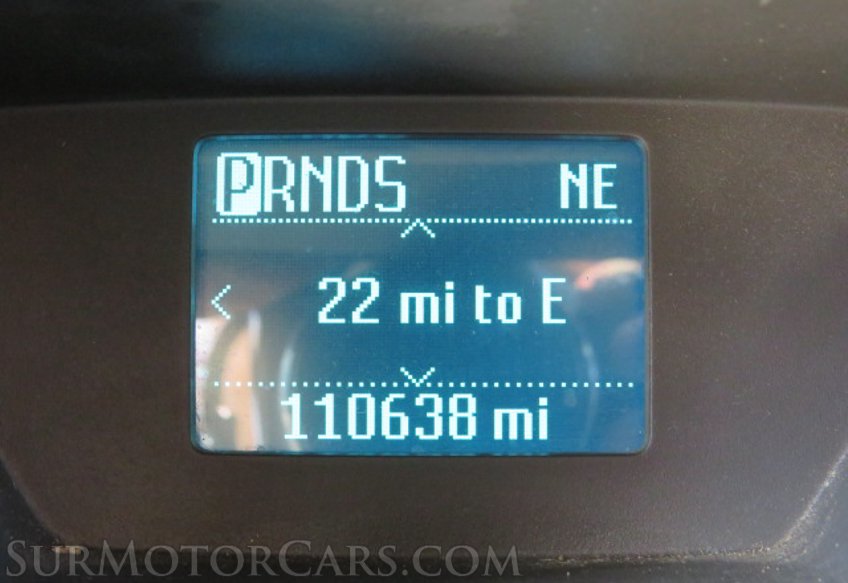 PRNDS NE
22 mi to E
110638 mi
SurMotorCars.com